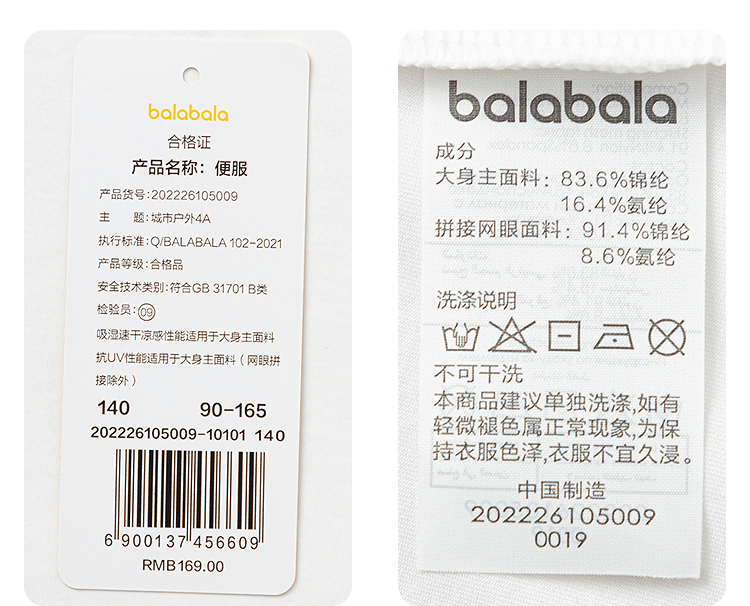 balabala
合格证
产品名称：便服
产品货号：202226105009
主 题：城市户外4A
执行标准：Q/BALABALA 102-2021
产品等级：合格品
安全技术类别：符合GB 31701 B类
检验员：09
吸湿速干凉感性能适用于大身主面料
抗UV性能适用于大身主面料（网眼拼
接除外）
140 90-165
202226105009-10101 140
6 900137 456609
RMB169.00
balabala
成分
大身主面料：83.6%锦纶
16.4%氨纶
拼接网眼面料：91.4%锦纶
8.6%氨纶
洗涤说明
不可干洗
本商品建议单独洗涤,如有
轻微褪色属正常现象,为保
持衣服色泽,衣服不宜久浸。
中国制造
202226105009
0019